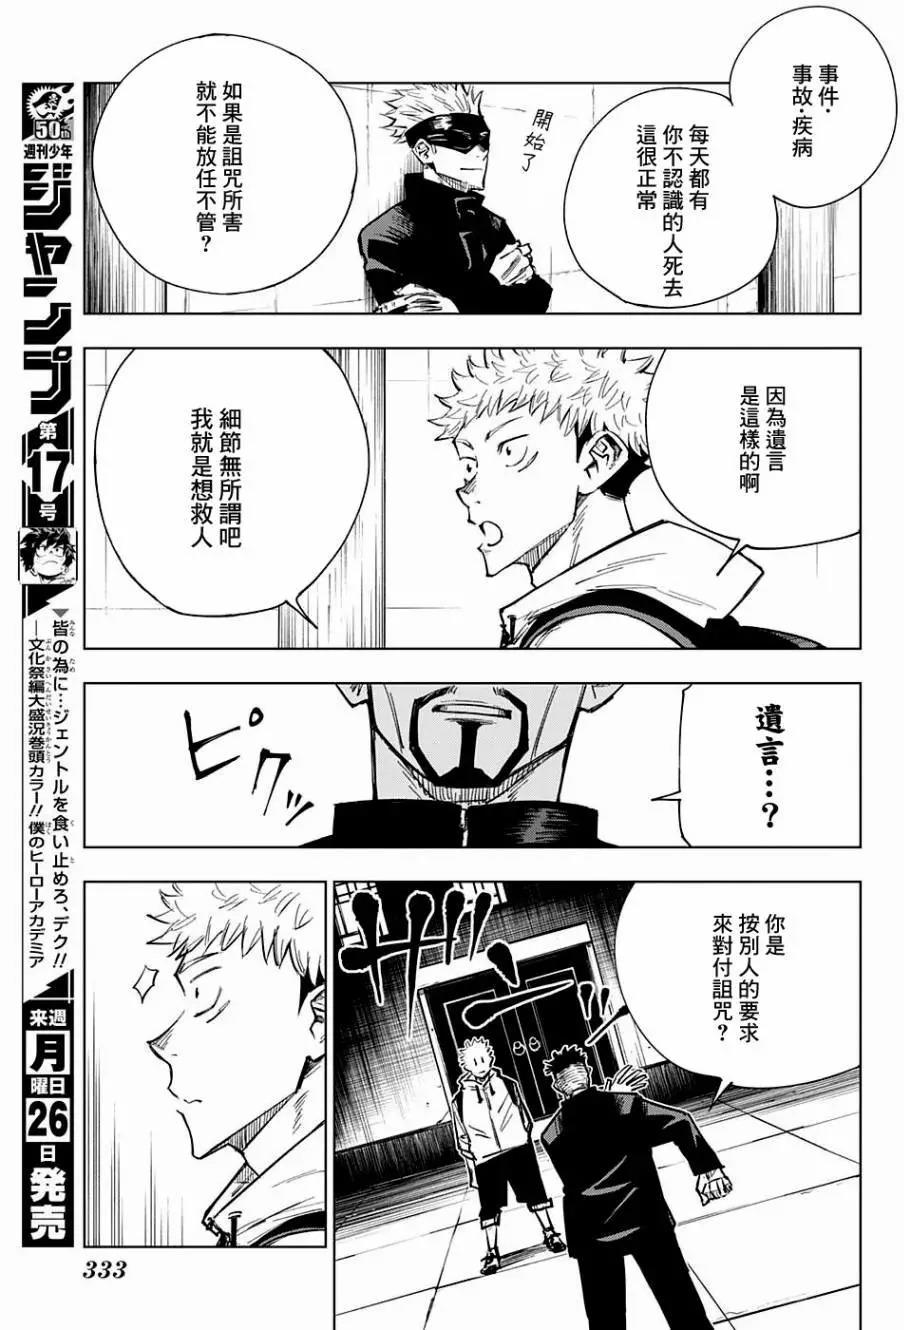 事件·
事故·疾病
每天都有
你不認識的人死去
這很正常
開始了
如果是詛咒所害
就不能放任不管?
因為遺言
是這樣的啊
細節無所謂吧
我就是想救人
遺言…?
ピク
你是
按別人的要求
來對付詛咒?
50th
週刊少年
ジャンプ
第
17
号
▼皆の為に…ジェントルを食い止めろ、デク!!
―文化祭編大盛況巻頭カラー!!僕のヒーローアカデミア
来週
月
曜日
26
日
発売
333